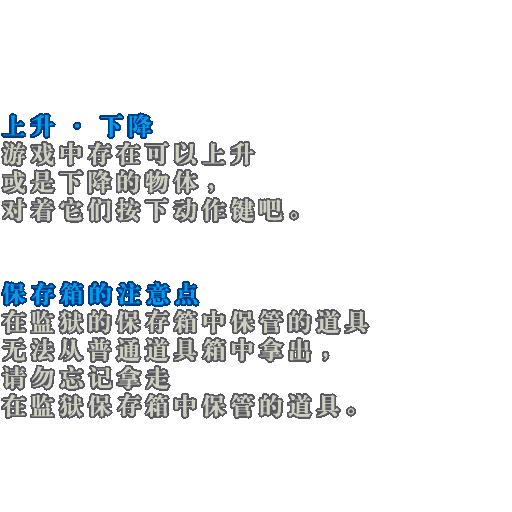 上升 · 下降
游戏中存在可以上升
或是下降的物体，
对着它们按下动作键吧。
保存箱的注意点
在监狱的保存箱中保管的道具
无法从普通道具箱中拿出，
请勿忘记拿走
在监狱保存箱中保管的道具。